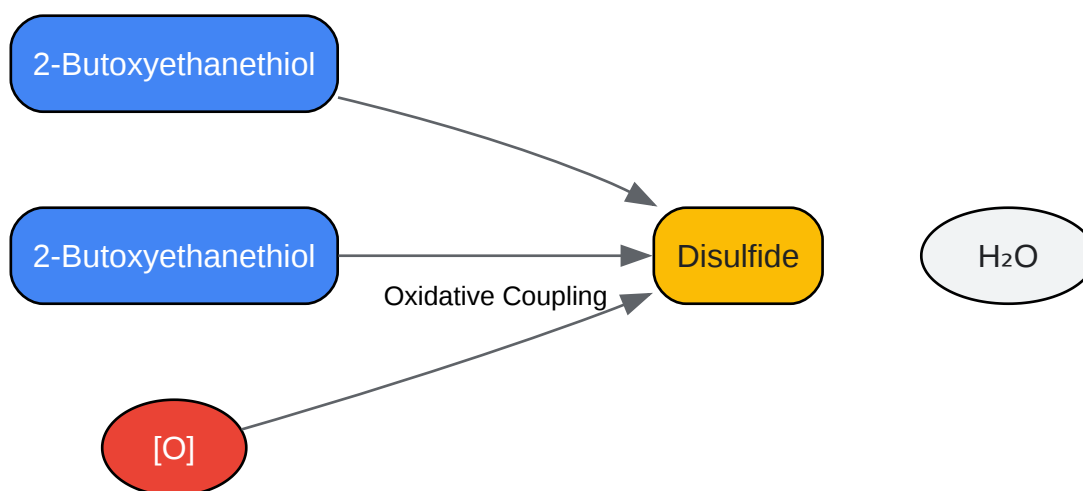 2-Butoxyethanethiol
2-Butoxyethanethiol
Disulfide
H₂O
Oxidative Coupling
[O]